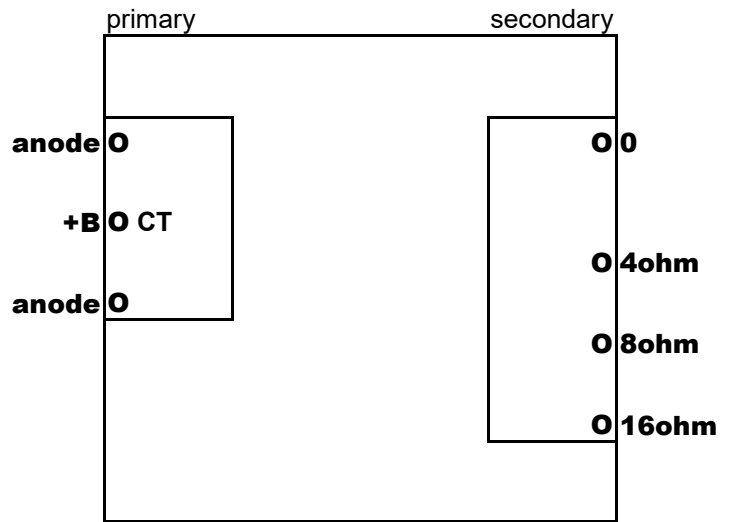 primary secondary
anode O O 0
+B O CT
O 4ohm
anode O
O 8ohm
O 16ohm